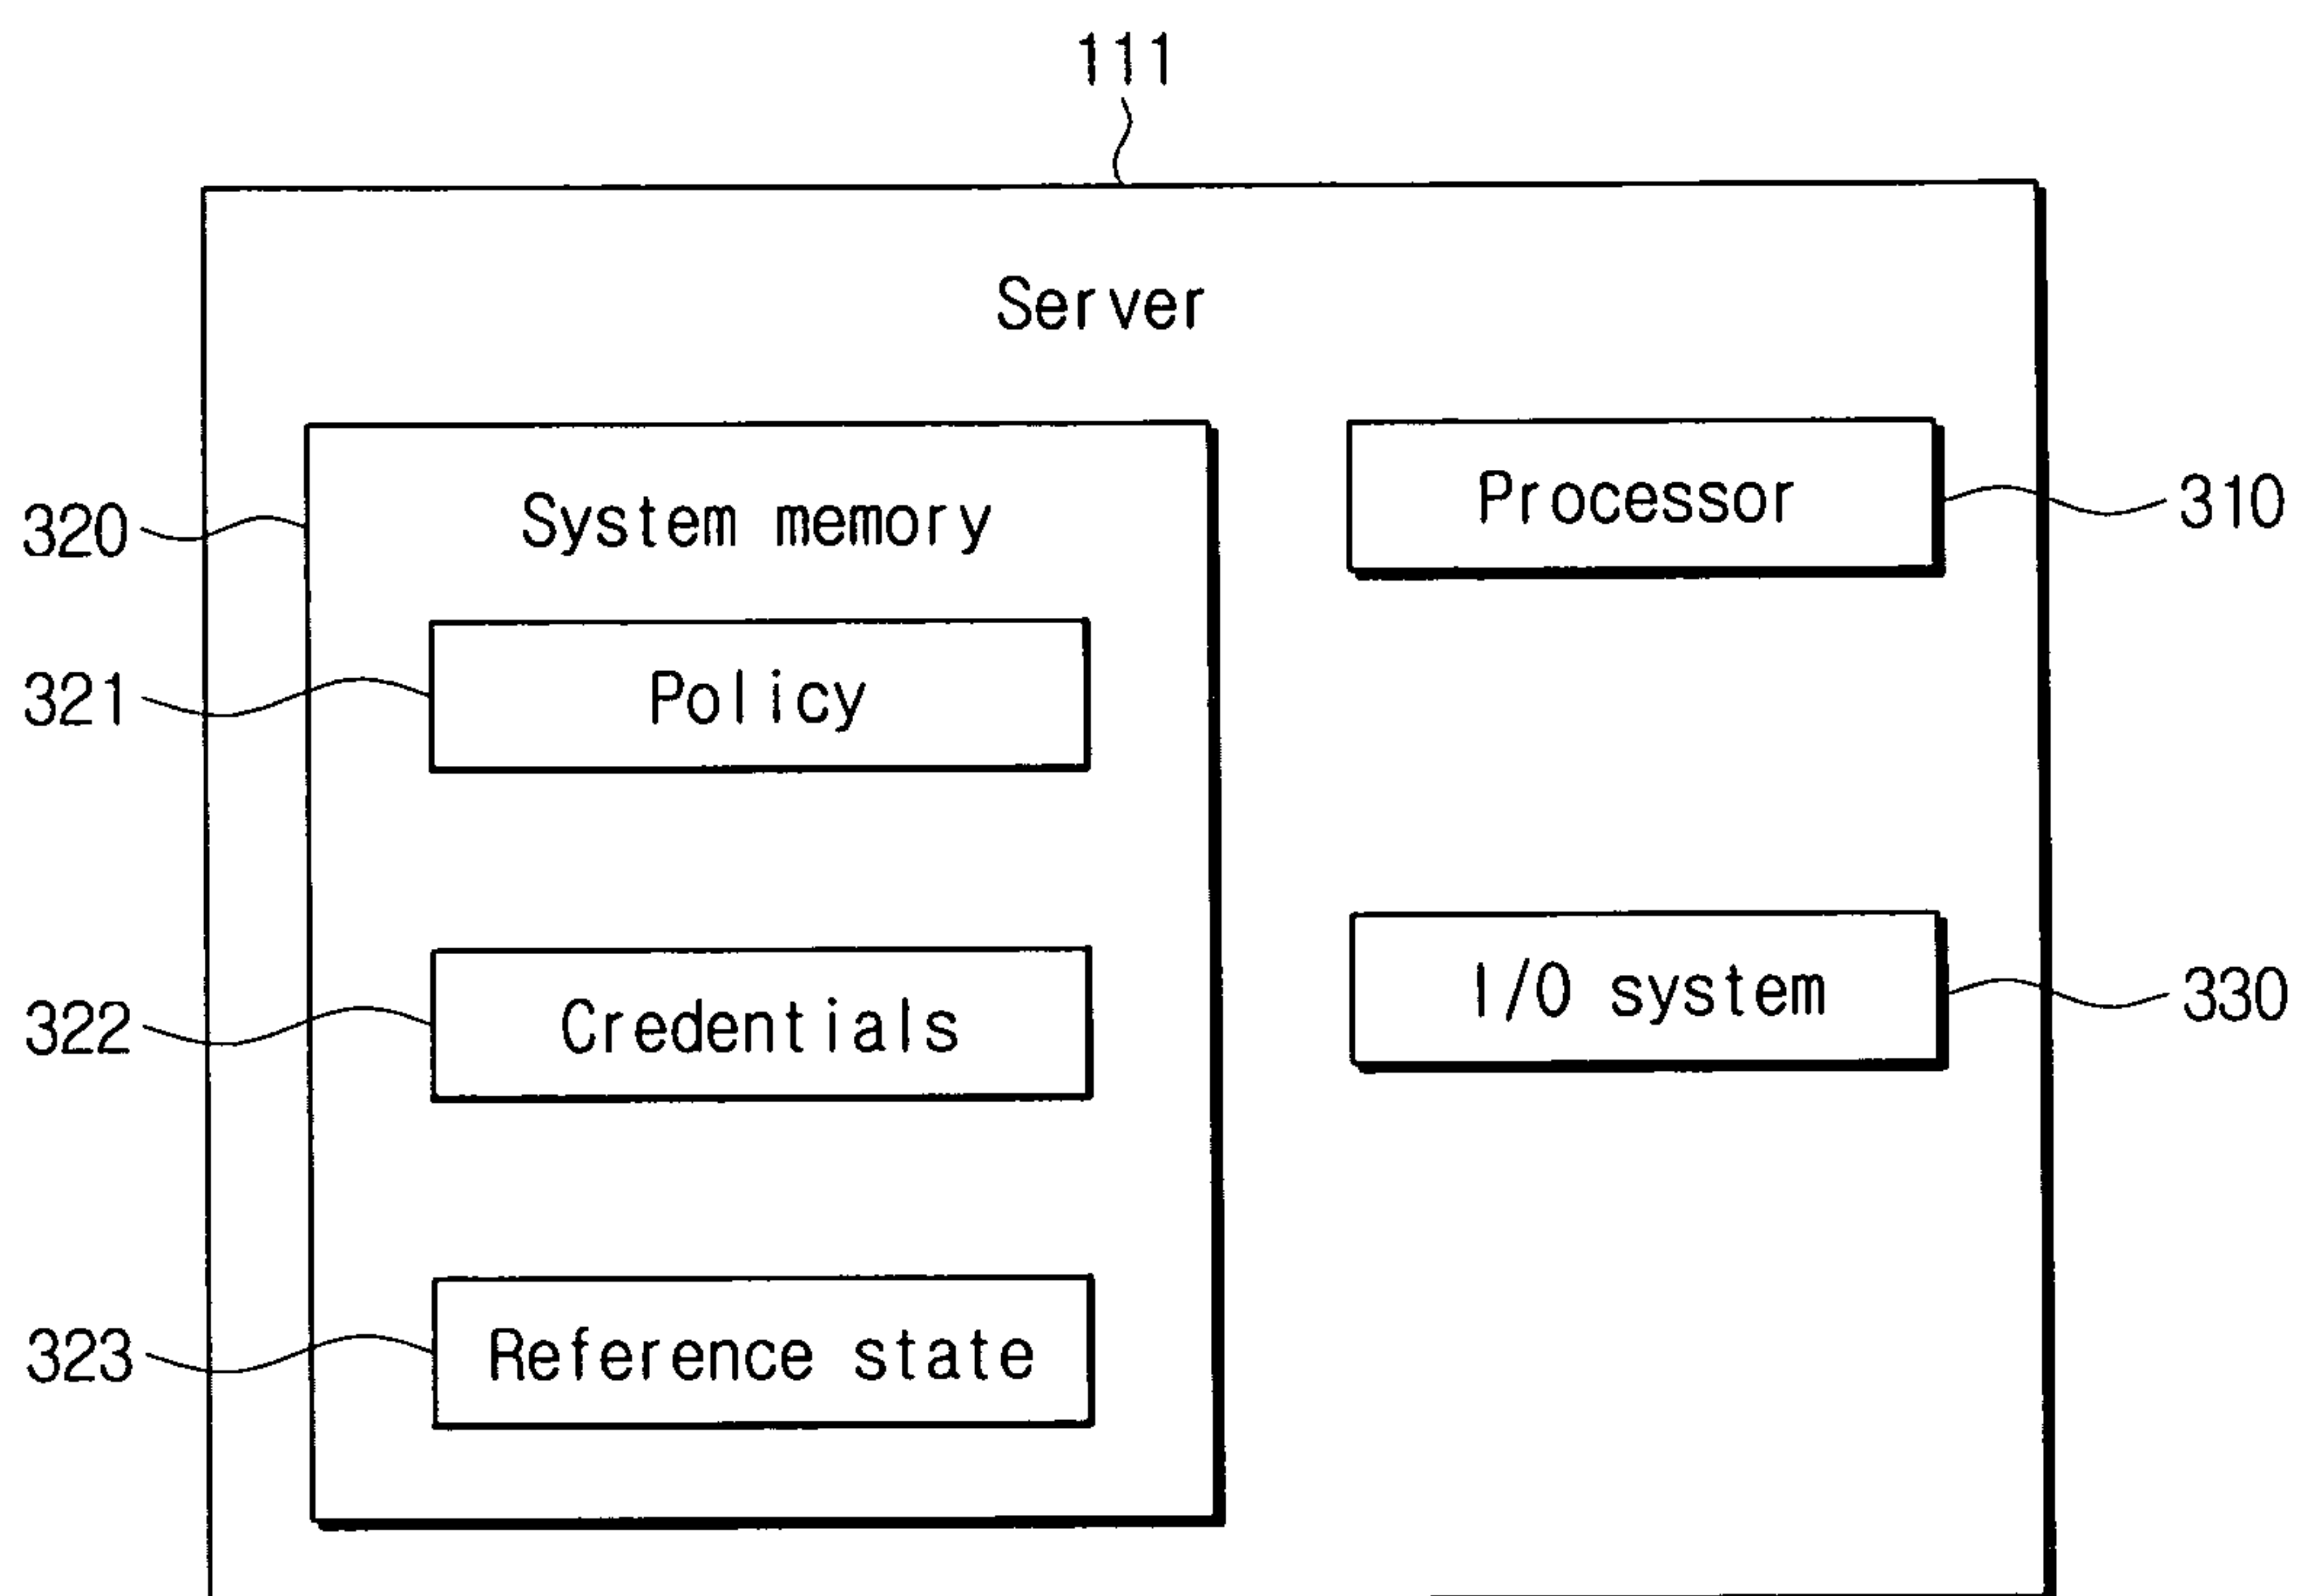 111
Server
System memory
Processor
320
310
Policy
321
Credentials
I/O system
322
330
Reference state
323